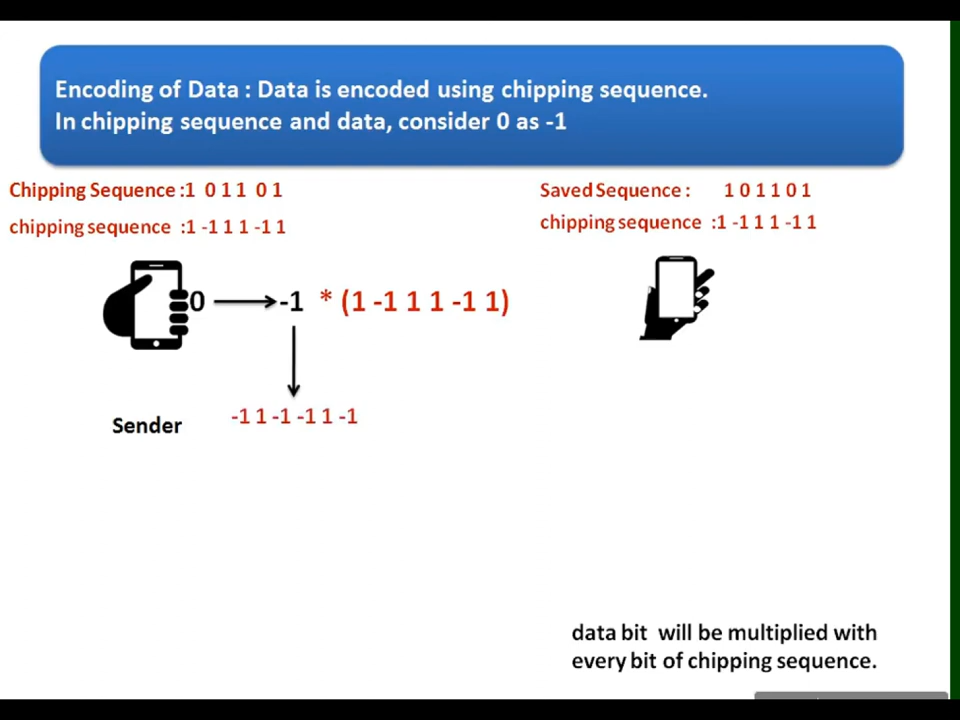 Encoding of Data : Data is encoded using chipping sequence.
In chipping sequence and data, consider 0 as -1
Chipping Sequence :1 0 1 1 0 1
chipping sequence :1 -1 1 1 -1 1
Saved Sequence : 1 0 1 1 0 1
chipping sequence :1 -1 1 1 -1 1
0 -1 * (1 -1 1 1 -1 1)
-1 1 -1 -1 1 -1
Sender
data bit will be multiplied with
every bit of chipping sequence.